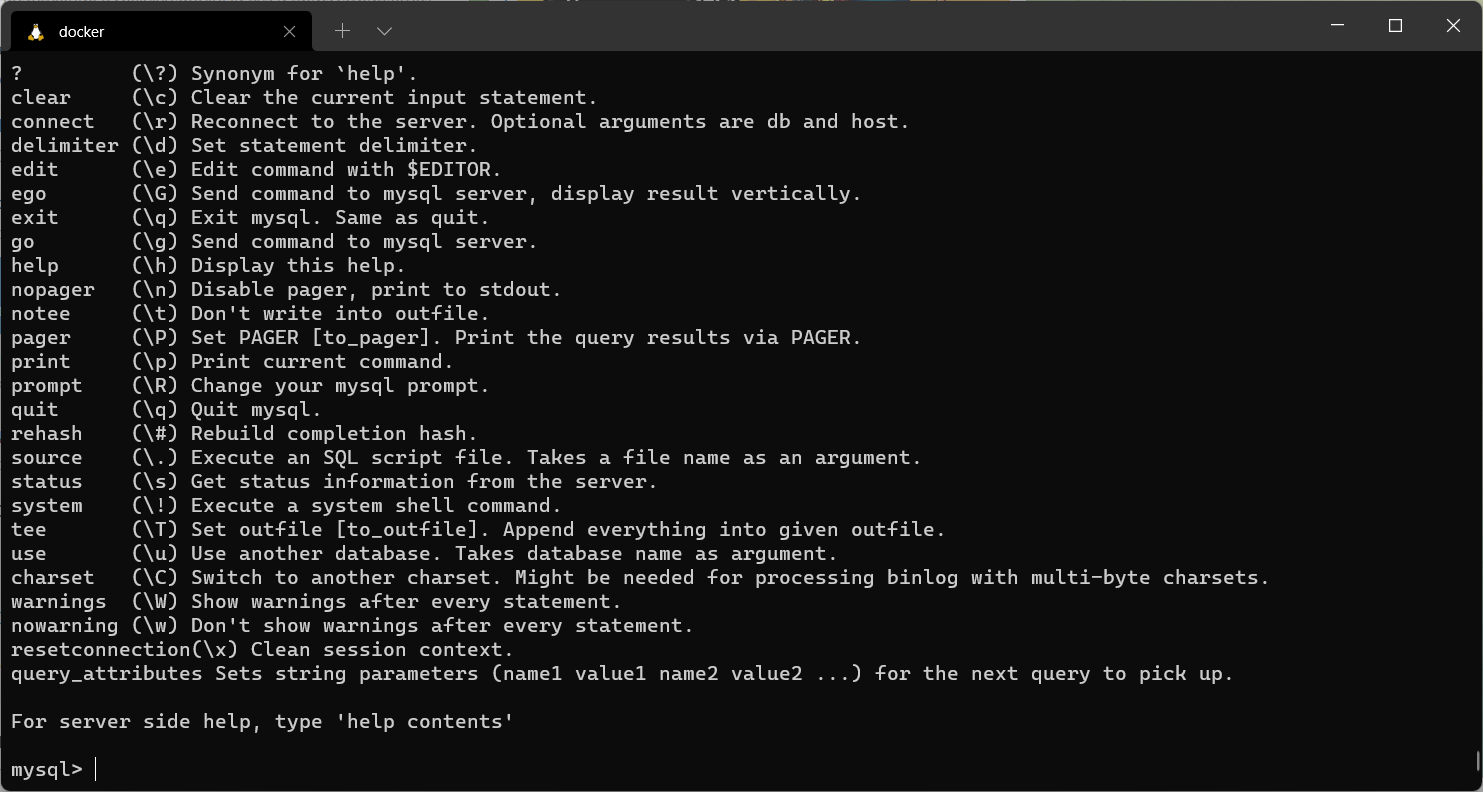 docker
?         (\?) Synonym for `help'.
clear     (\c) Clear the current input statement.
connect   (\r) Reconnect to the server. Optional arguments are db and host.
delimiter (\d) Set statement delimiter.
edit      (\e) Edit command with $EDITOR.
ego       (\G) Send command to mysql server, display result vertically.
exit      (\q) Exit mysql. Same as quit.
go        (\g) Send command to mysql server.
help      (\h) Display this help.
nopager   (\n) Disable pager, print to stdout.
notee     (\t) Don't write into outfile.
pager     (\P) Set PAGER [to_pager]. Print the query results via PAGER.
print     (\p) Print current command.
prompt    (\R) Change your mysql prompt.
quit      (\q) Quit mysql.
rehash    (\#) Rebuild completion hash.
source    (\.) Execute an SQL script file. Takes a file name as an argument.
status    (\s) Get status information from the server.
system    (\!) Execute a system shell command.
tee       (\T) Set outfile [to_outfile]. Append everything into given outfile.
use       (\u) Use another database. Takes database name as argument.
charset   (\C) Switch to another charset. Might be needed for processing binlog with multi-byte charsets.
warnings  (\W) Show warnings after every statement.
nowarning (\w) Don't show warnings after every statement.
resetconnection(\x) Clean session context.
query_attributes Sets string parameters (name1 value1 name2 value2 ...) for the next query to pick up.
For server side help, type 'help contents'
mysql>